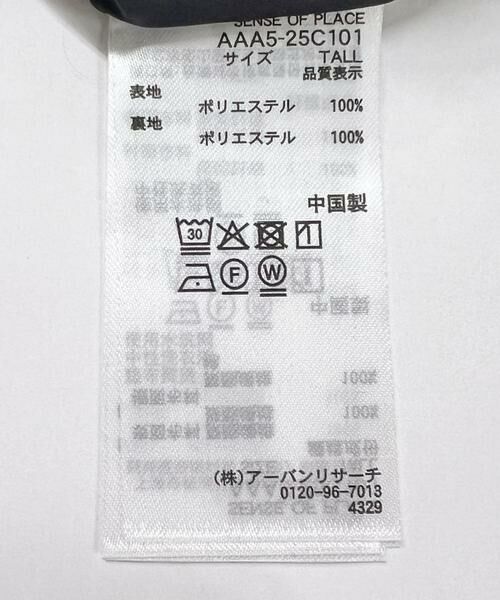 SENSE OF PLACE
AAA5-25C101
サイズ TALL
品質表示
表地
ポリエステル 100%
裏地
ポリエステル 100%
中国製
30
F W
(株)アーバンリサーチ
0120-96-7013
4329